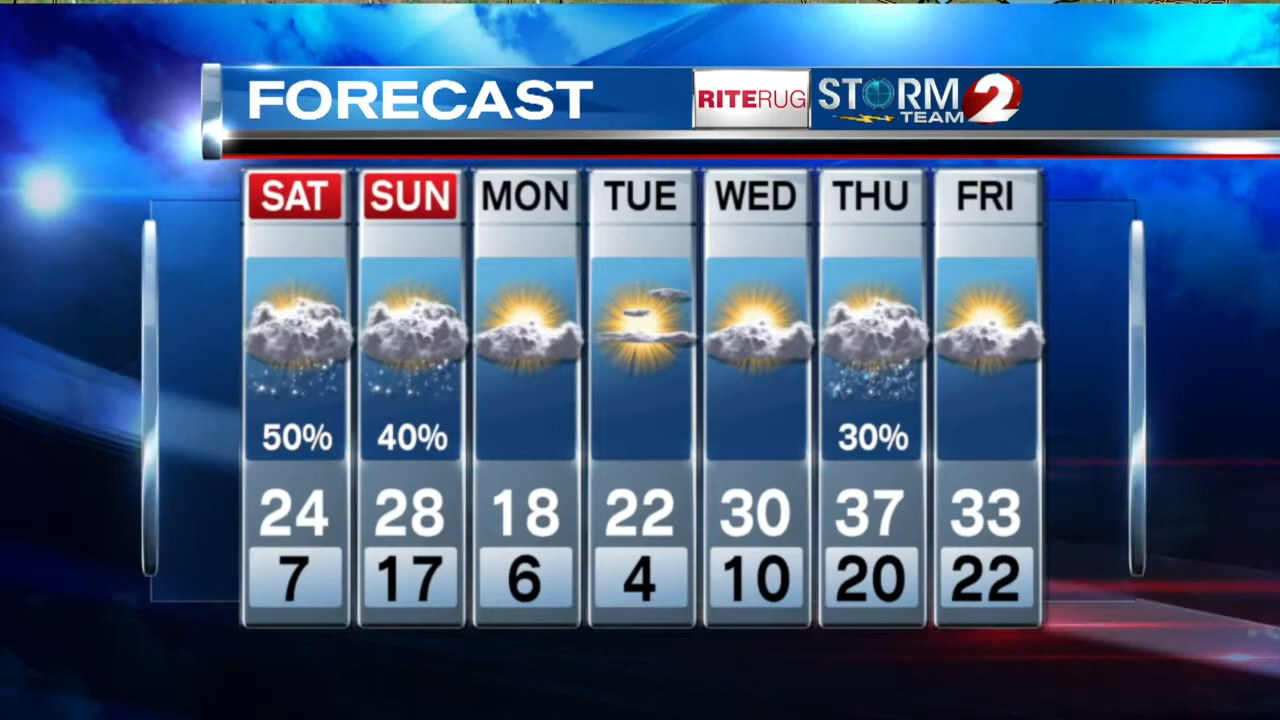 FORECAST
RITERUG
STORM
TEAM 2
SAT SUN MON TUE WED THU FRI
50% 40% 30%
24 28 18 22 30 37 33
7 17 6 4 10 20 22